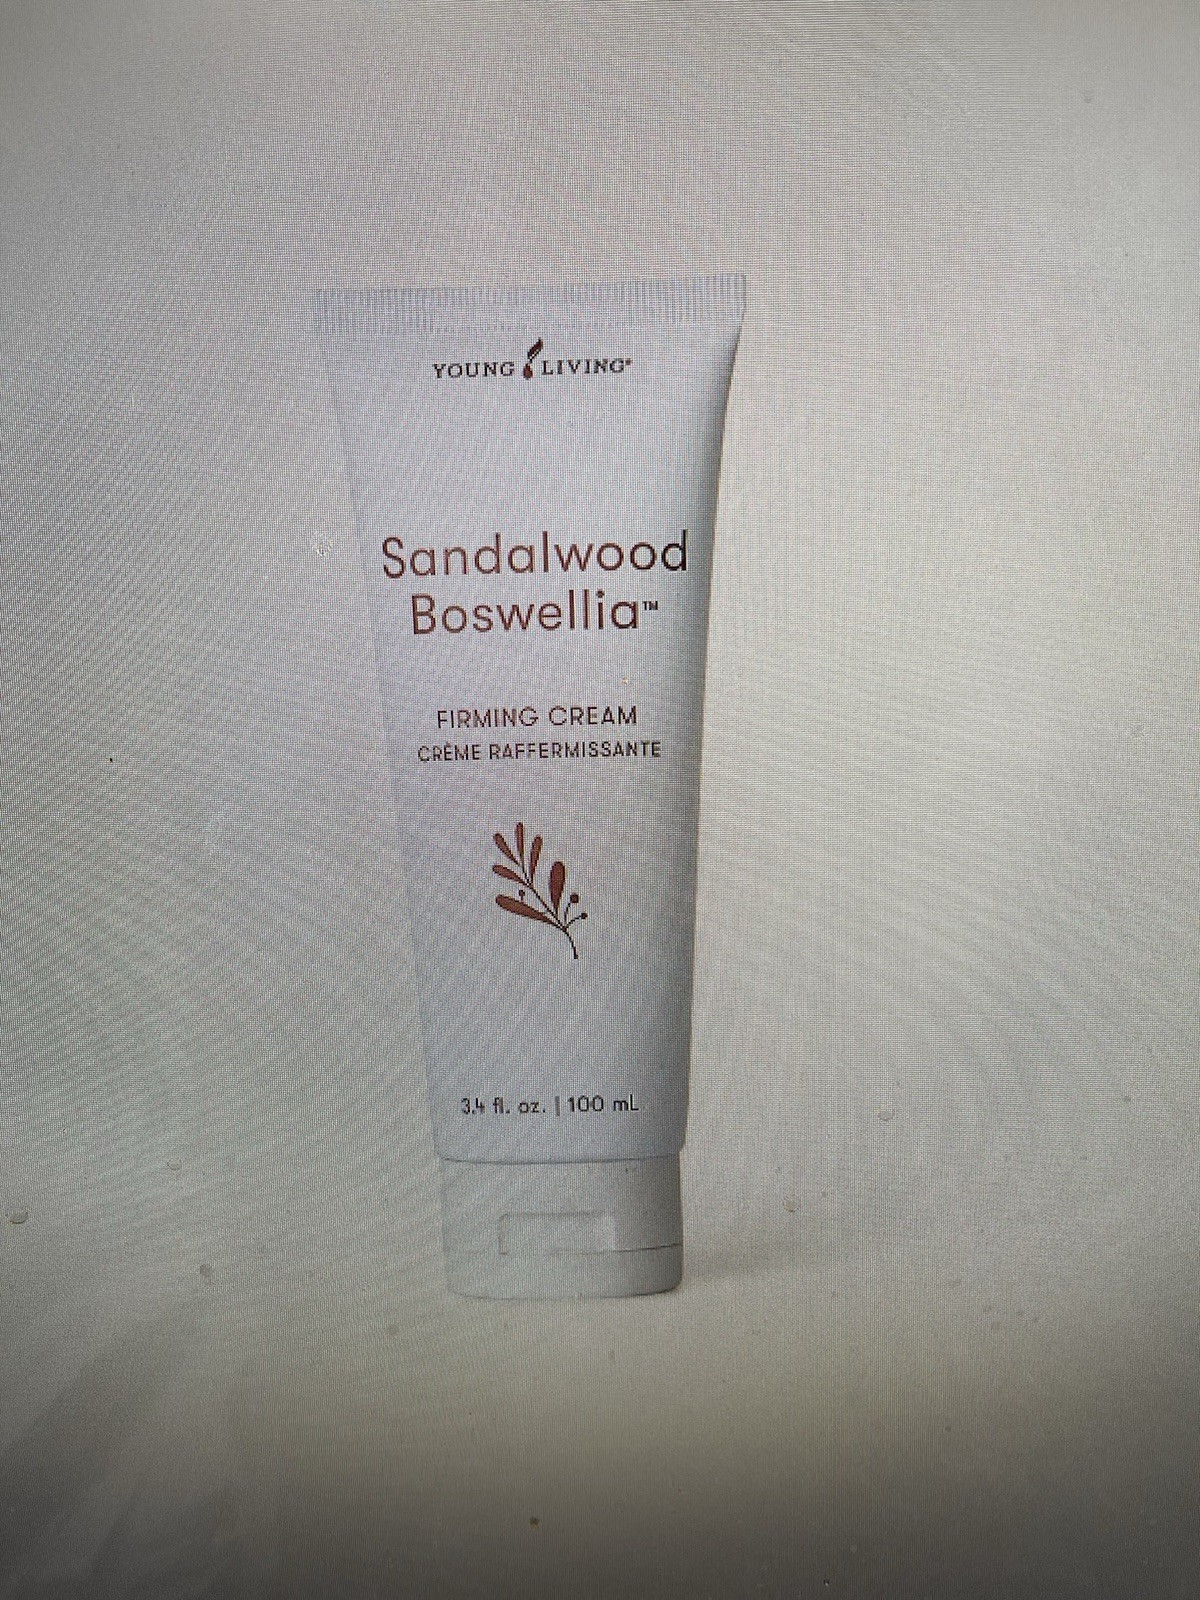 YOUNG LIVING®
Sandalwood
Boswellia™
FIRMING CREAM
CRÈME RAFFERMISSANTE
3.4 fl. oz. | 100 mL